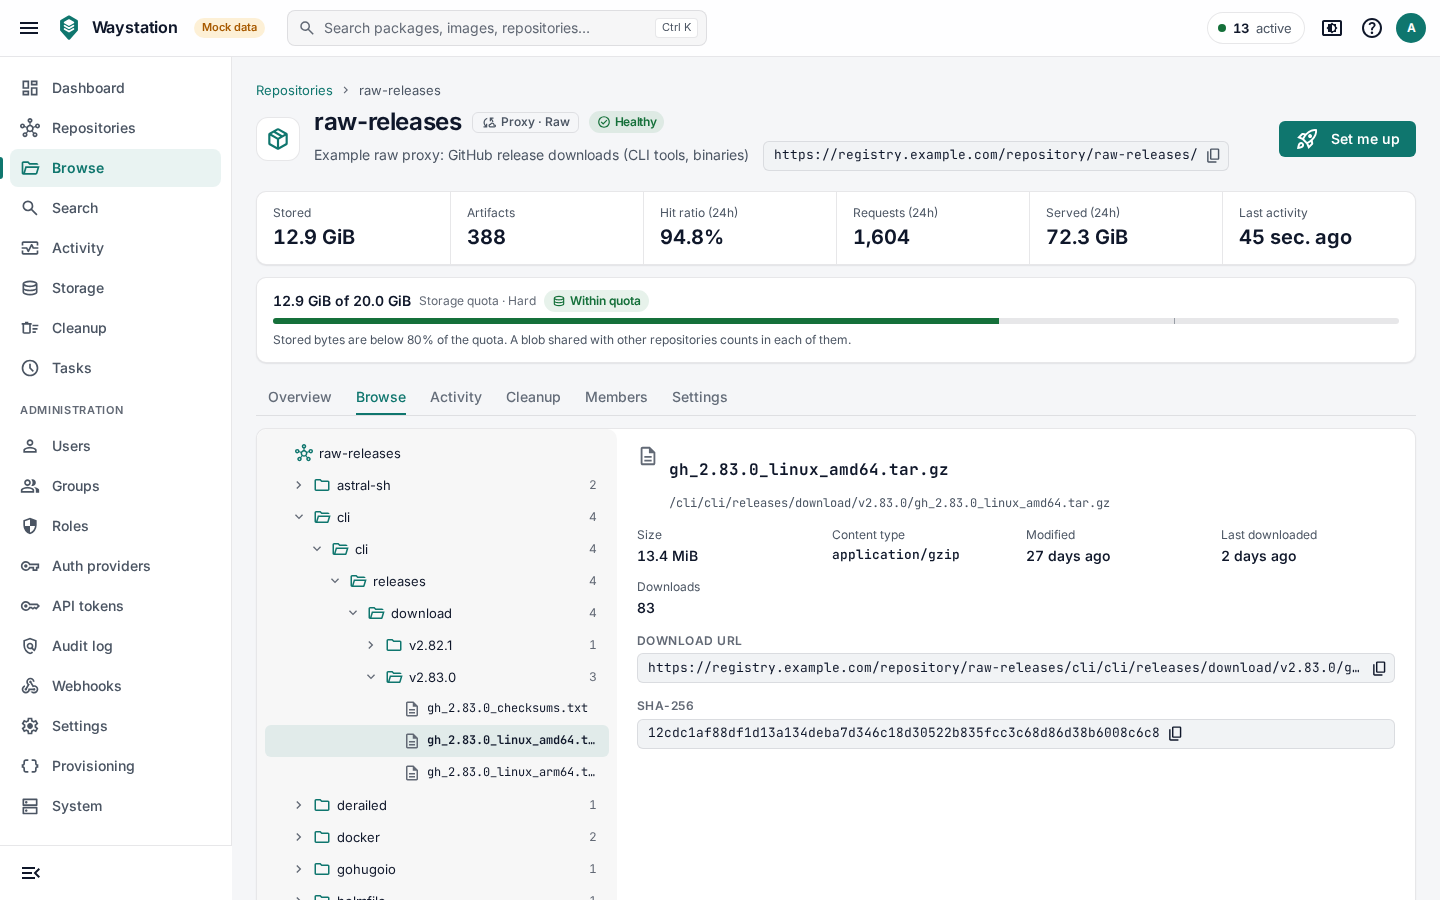 Waystation
Mock data
Search packages, images, repositories...
Ctrl K
13 active
A
Dashboard
Repositories
Browse
Search
Activity
Storage
Cleanup
Tasks
ADMINISTRATION
Users
Groups
Roles
Auth providers
API tokens
Audit log
Webhooks
Settings
Provisioning
System
Repositories > raw-releases
raw-releases
Proxy · Raw
Healthy
Example raw proxy: GitHub release downloads (CLI tools, binaries)
https://registry.example.com/repository/raw-releases/
Set me up
Stored
12.9 GiB
Artifacts
388
Hit ratio (24h)
94.8%
Requests (24h)
1,604
Served (24h)
72.3 GiB
Last activity
45 sec. ago
12.9 GiB of 20.0 GiB Storage quota · Hard Within quota
Stored bytes are below 80% of the quota. A blob shared with other repositories counts in each of them.
Overview
Browse
Activity
Cleanup
Members
Settings
raw-releases
astral-sh 2
cli 4
cli 4
releases 4
download 4
v2.82.1 1
v2.83.0 3
gh_2.83.0_checksums.txt
gh_2.83.0_linux_amd64.t…
gh_2.83.0_linux_arm64.t…
derailed 1
docker 2
gohugoio 1
helmfile 1
gh_2.83.0_linux_amd64.tar.gz
/cli/cli/releases/download/v2.83.0/gh_2.83.0_linux_amd64.tar.gz
Size
13.4 MiB
Content type
application/gzip
Modified
27 days ago
Last downloaded
2 days ago
Downloads
83
DOWNLOAD URL
https://registry.example.com/repository/raw-releases/cli/cli/releases/download/v2.83.0/g…
SHA-256
12cdc1af88df1d13a134deba7d346c18d30522b835fcc3c68d86d38b6008c6c8